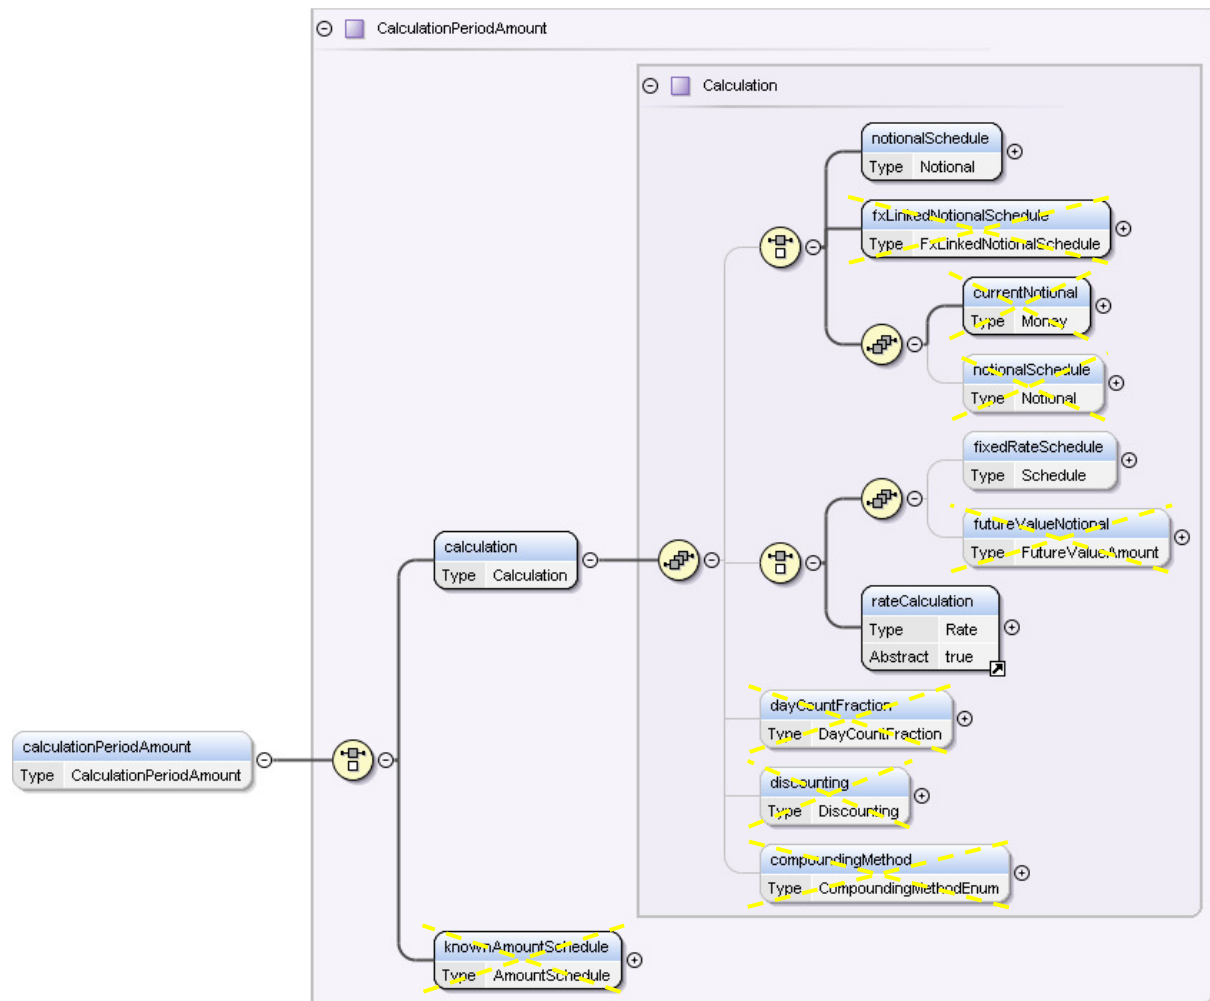 CalculationPeriodAmount
Calculation
notionalSchedule
Type Notional
fxLinkedNotionalSchedule
Type FxLinkedNotionalSchedule
currentNotional
Type Money
notionalSchedule
Type Notional
fixedRateSchedule
Type Schedule
futureValueNotional
Type FutureValueAmount
calculation
Type Calculation
rateCalculation
Type Rate
Abstract true
dayCountFraction
Type DayCountFraction
calculationPeriodAmount
Type CalculationPeriodAmount
discounting
Type Discounting
compoundingMethod
Type CompoundingMethodEnum
knownAmountSchedule
Type AmountSchedule